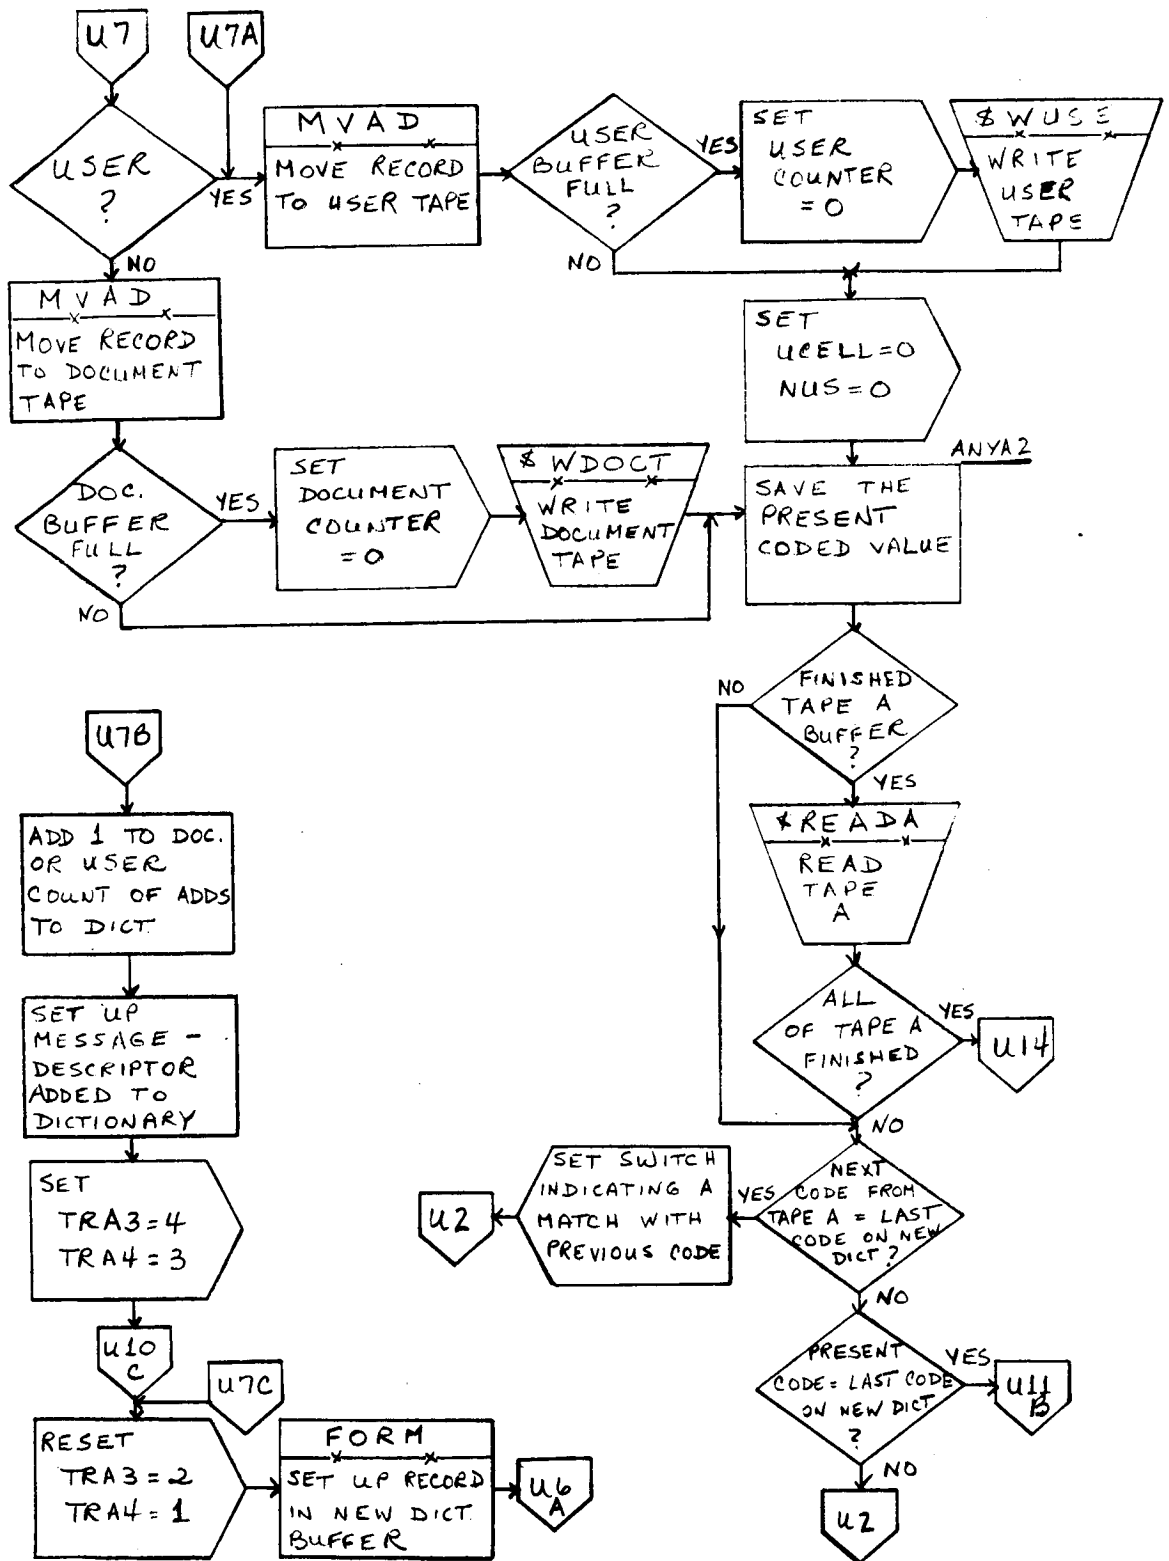 U7
U7A
USER
?
YES
NO
MVAD
MOVE RECORD
TO USER TAPE
USER
BUFFER
FULL
?
YES
NO
SET
USER
COUNTER
= 0
$ WUSE
WRITE
USER
TAPE
MVAD
MOVE RECORD
TO DOCUMENT
TAPE
SET
UCELL=0
NUS=0
DOC.
BUFFER
FULL
?
YES
NO
SET
DOCUMENT
COUNTER
= 0
$ WDOCT
WRITE
DOCUMENT
TAPE
ANYA2
SAVE THE
PRESENT
CODED VALUE
FINISHED
TAPE A
BUFFER
?
NO
YES
$READA
READ
TAPE
A
ALL
OF TAPE A
FINISHED
?
YES
U14
NO
NEXT
CODE FROM
TAPE A = LAST
CODE ON NEW
DICT?
YES
SET SWITCH
INDICATING A
MATCH WITH
PREVIOUS CODE
U2
NO
PRESENT
CODE=LAST CODE
ON NEW DICT
?
YES
U11
B
NO
U2
U7B
ADD 1 TO DOC.
OR USER
COUNT OF ADDS
TO DICT.
SET UP
MESSAGE -
DESCRIPTOR
ADDED TO
DICTIONARY
SET
TRA3=4
TRA4=3
U10
C
U7C
RESET
TRA3=2
TRA4=1
FORM
SET UP RECORD
IN NEW DICT.
BUFFER
U6
A